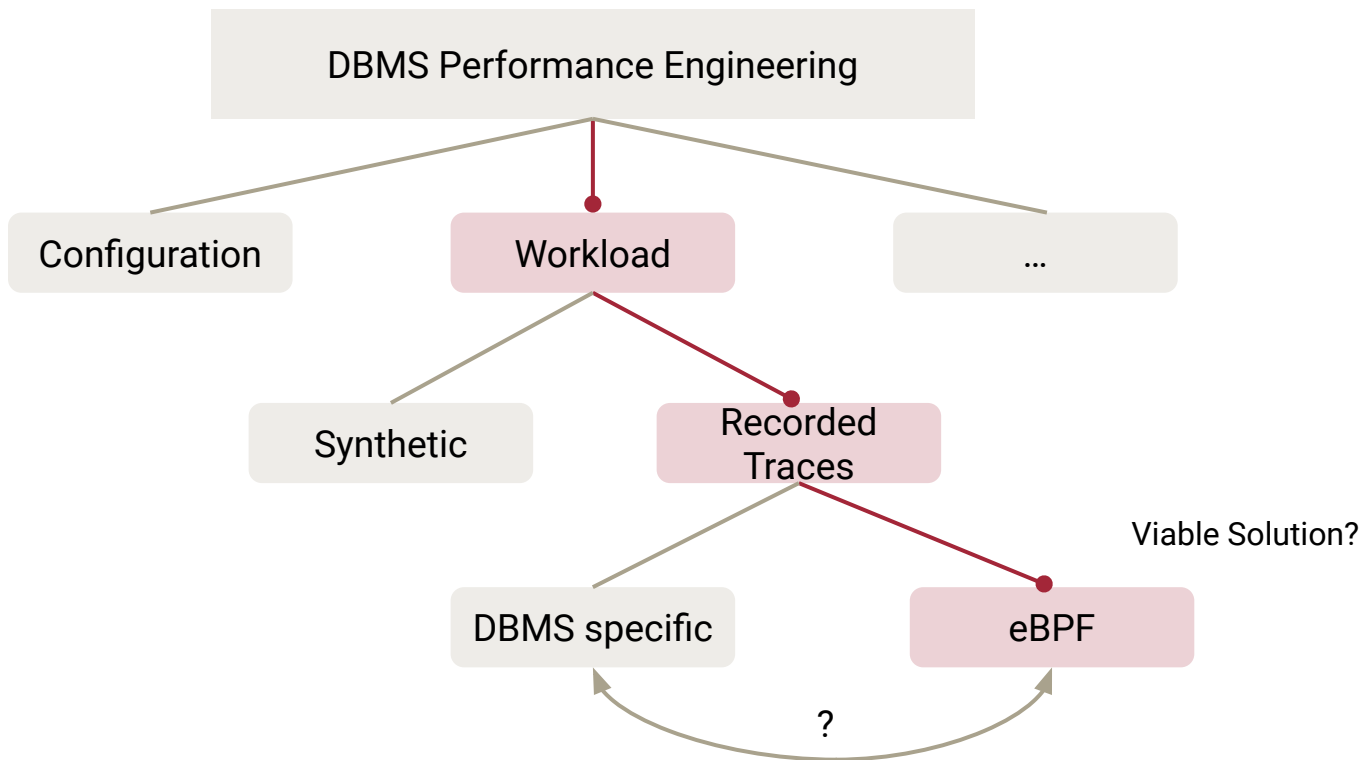 DBMS Performance Engineering
Configuration
Workload
...
Synthetic
Recorded
Traces
Viable Solution?
DBMS specific
eBPF
?